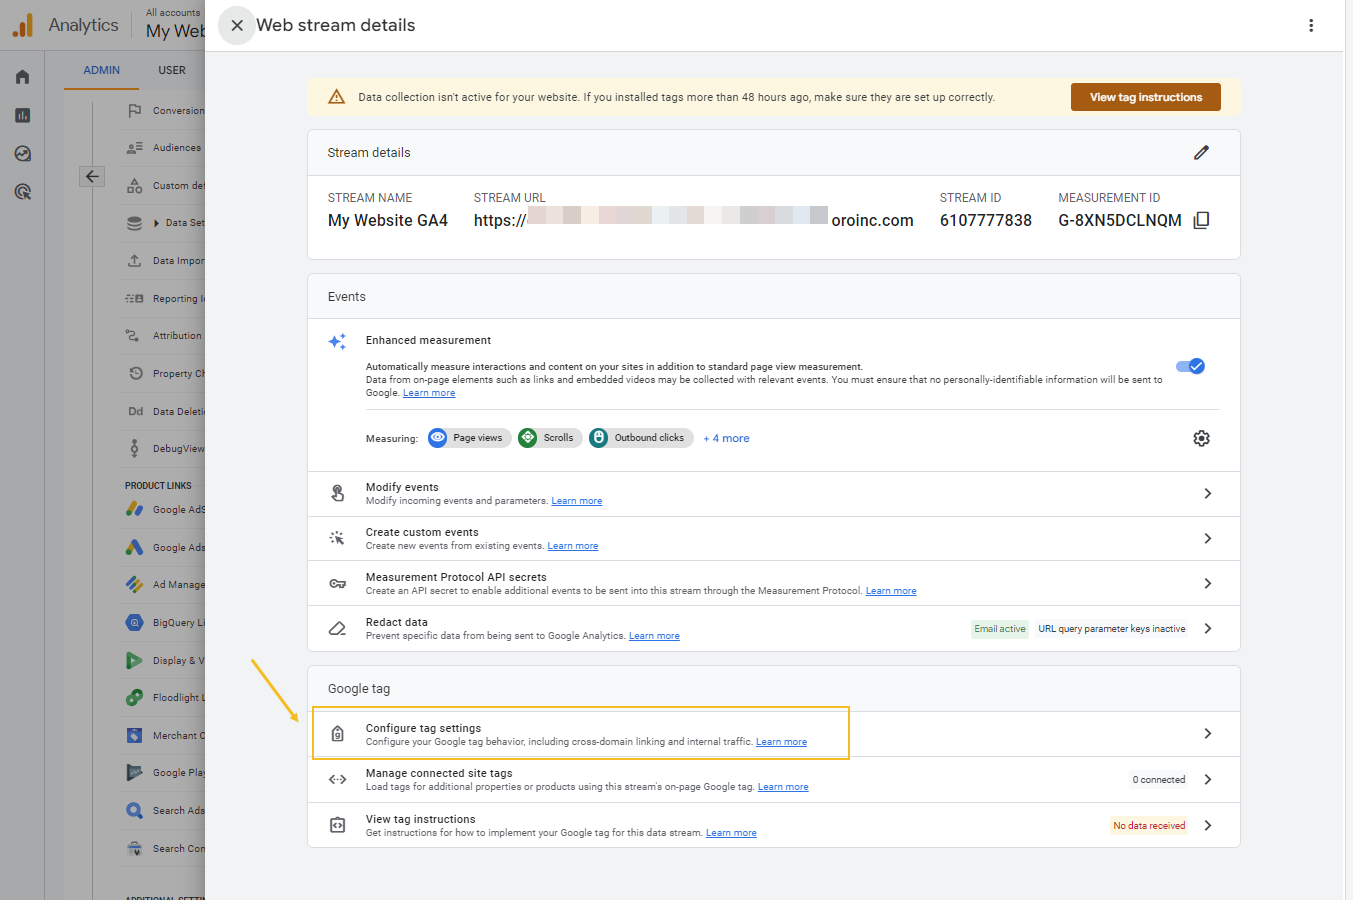 Analytics
All accounts
My Web
Web stream details
ADMIN
USER
Conversion
Audiences
Custom def
Data Set
Data Impor
Reporting I
Attribution
Property Ch
Data Deleti
DebugView
PRODUCT LINKS
Google AdS
Google Ads
Ad Manage
BigQuery Li
Display & V
Floodlight L
Merchant C
Google Play
Search Ads
Search Con
ADDITIONAL SETTIN
Data collection isn't active for your website. If you installed tags more than 48 hours ago, make sure they are set up correctly.
View tag instructions
Stream details
STREAM NAME
STREAM URL
STREAM ID
MEASUREMENT ID
My Website GA4
https://
oroinc.com
6107777838
G-8XN5DCLNQM
Events
Enhanced measurement
Automatically measure interactions and content on your sites in addition to standard page view measurement.
Data from on-page elements such as links and embedded videos may be collected with relevant events. You must ensure that no personally-identifiable information will be sent to
Google. Learn more
Measuring:
Page views
Scrolls
Outbound clicks
+ 4 more
Modify events
Modify incoming events and parameters. Learn more
Create custom events
Create new events from existing events. Learn more
Measurement Protocol API secrets
Create an API secret to enable additional events to be sent into this stream through the Measurement Protocol. Learn more
Redact data
Prevent specific data from being sent to Google Analytics. Learn more
Email active
URL query parameter keys inactive
Google tag
Configure tag settings
Configure your Google tag behavior, including cross-domain linking and internal traffic. Learn more
Manage connected site tags
Load tags for additional properties or products using this stream's on-page Google tag. Learn more
0 connected
View tag instructions
Get instructions for how to implement your Google tag for this data stream. Learn more
No data received